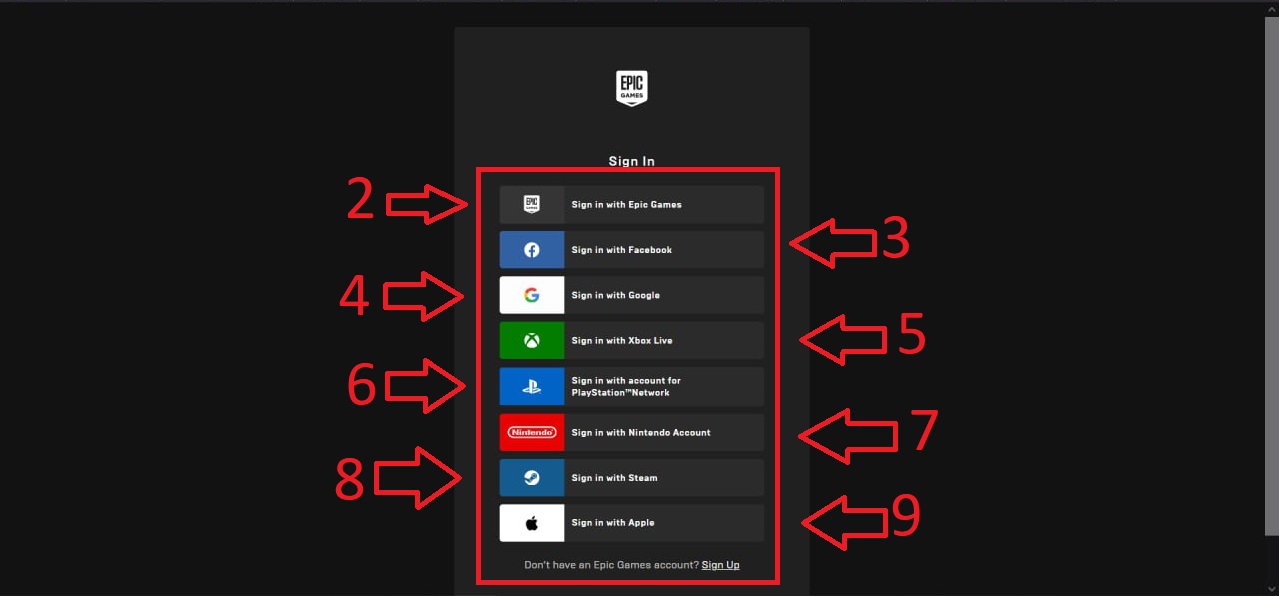 EPIC
GAMES
Sign In
2
EPIC
GAMES
Sign in with Epic Games
Sign in with Facebook
3
4
G
Sign in with Google
Sign in with Xbox Live
5
6
Sign in with account for
PlayStation™Network
Nintendo
Sign in with Nintendo Account
7
8
Sign in with Steam
Sign in with Apple
9
Don't have an Epic Games account? Sign Up